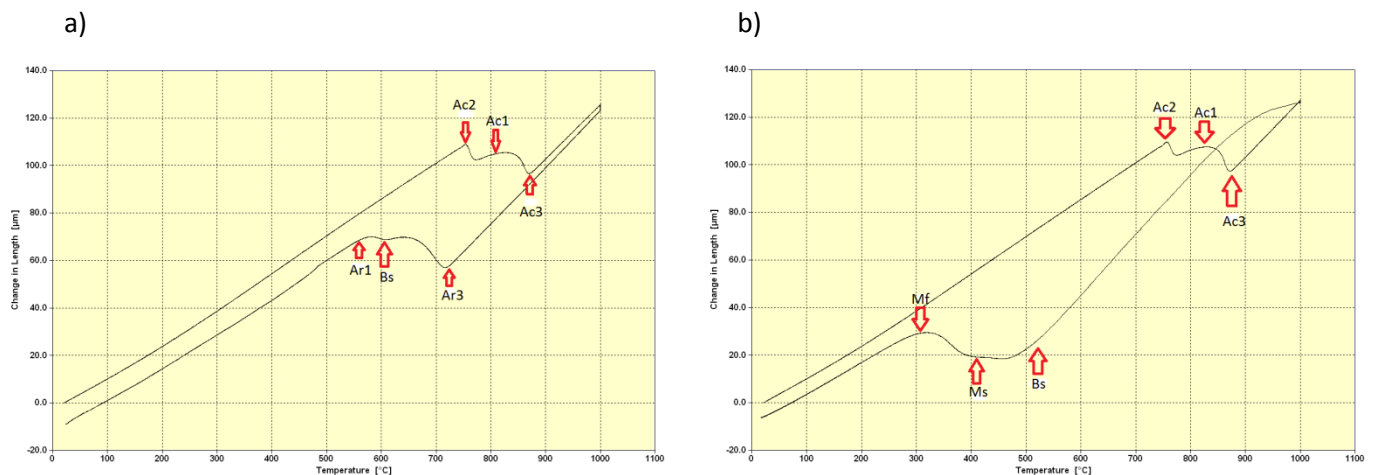 a)
140.0
120.0
100.0
80.0
60.0
40.0
20.0
0.0
-20.0
Change in Length [µm]
Ac2
Ac1
Ac3
Ar1
Bs
Ar3
0 100 200 300 400 500 600 700 800 900 1000 1100
Temperature [°C]
b)
140.0
120.0
100.0
80.0
60.0
40.0
20.0
0.0
-20.0
Change in Length [µm]
Ac2
Ac1
Ac3
Mf
Ms
Bs
0 100 200 300 400 500 600 700 800 900 1000 1100
Temperature [°C]